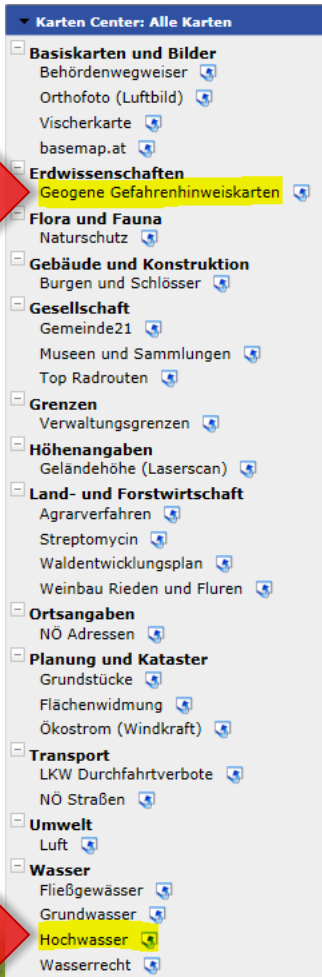 Karten Center: Alle Karten
Basiskarten und Bilder
Behördenwegweiser
Orthofoto (Luftbild)
Vischerkarte
basemap.at
Erdwissenschaften
Geogene Gefahrenhinweiskarten
Flora und Fauna
Naturschutz
Gebäude und Konstruktion
Burgen und Schlösser
Gesellschaft
Gemeinde21
Museen und Sammlungen
Top Radrouten
Grenzen
Verwaltungsgrenzen
Höhenangaben
Geländehöhe (Laserscan)
Land- und Forstwirtschaft
Agrarverfahren
Streptomycin
Waldentwicklungsplan
Weinbau Rieden und Fluren
Ortsangaben
NÖ Adressen
Planung und Kataster
Grundstücke
Flächenwidmung
Ökostrom (Windkraft)
Transport
LKW Durchfahrtverbote
NÖ Straßen
Umwelt
Luft
Wasser
Fließgewässer
Grundwasser
Hochwasser
Wasserrecht